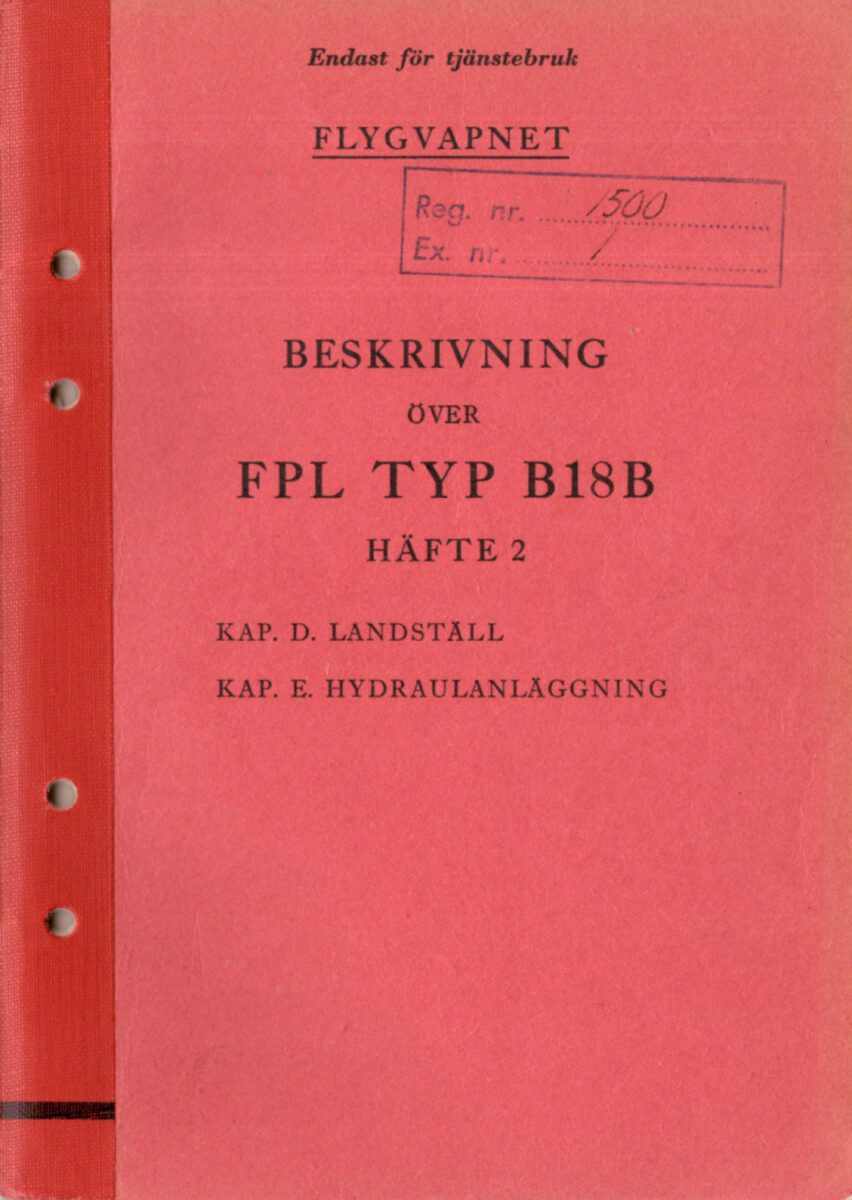 Endast för tjänstebruk
FLYGVAPNET
Reg. nr. ........1500..............
Ex. nr. ..........1..................
BESKRIVNING
ÖVER
FPL TYP B18B
HÄFTE 2
KAP. D. LANDSTÄLL
KAP. E. HYDRAULANLÄGGNING